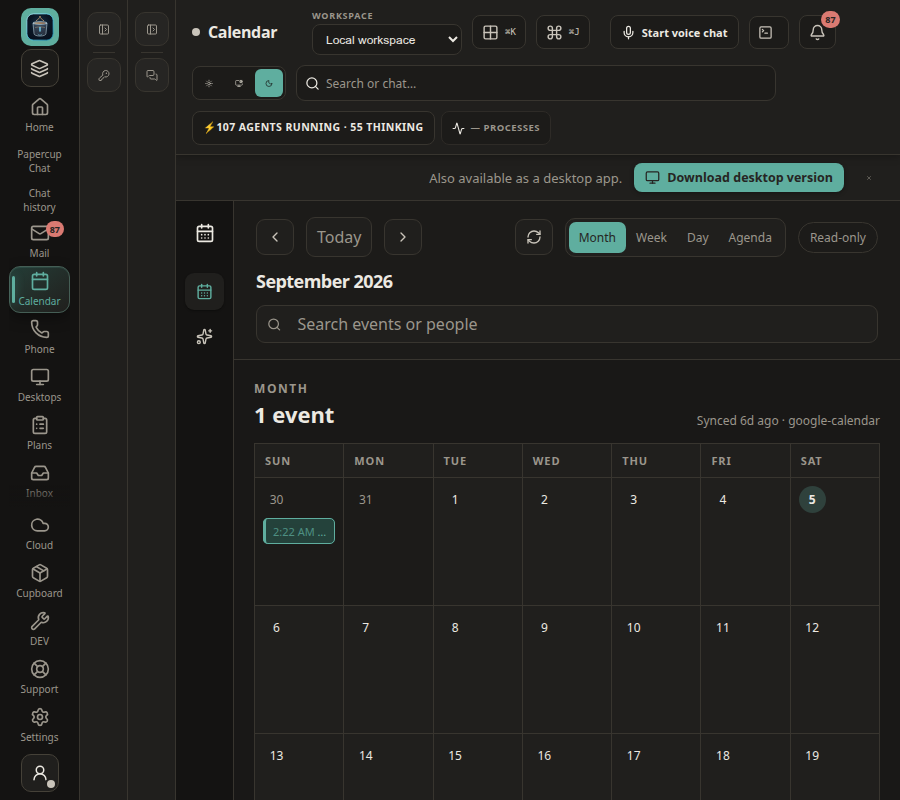 Home
Papercup
Chat
Chat
history
87
Mail
Calendar
Phone
Desktops
Plans
Inbox
Cloud
Cupboard
DEV
Support
Settings
Calendar
WORKSPACE
Local workspace
⌘K
⌘J
Start voice chat
87
Search or chat...
⚡107 AGENTS RUNNING · 55 THINKING
— PROCESSES
Also available as a desktop app.
Download desktop version
×
Today
Month
Week
Day
Agenda
Read-only
September 2026
Search events or people
MONTH
1 event
Synced 6d ago · google-calendar
SUN MON TUE WED THU FRI SAT
30 31 1 2 3 4 5
2:22 AM ...
6 7 8 9 10 11 12
13 14 15 16 17 18 19